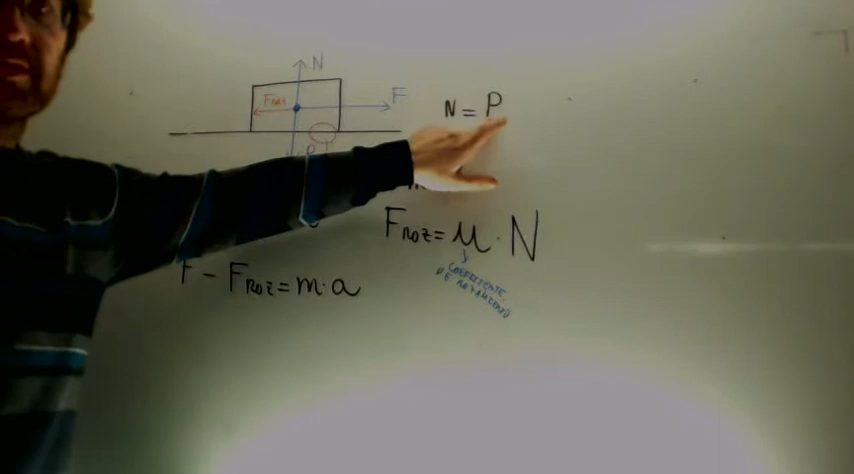 N
Froz
F
N = P
P
Froz = μ · N
COEFICIENTE
DE ROZAMIENTO
F - Froz = m · a